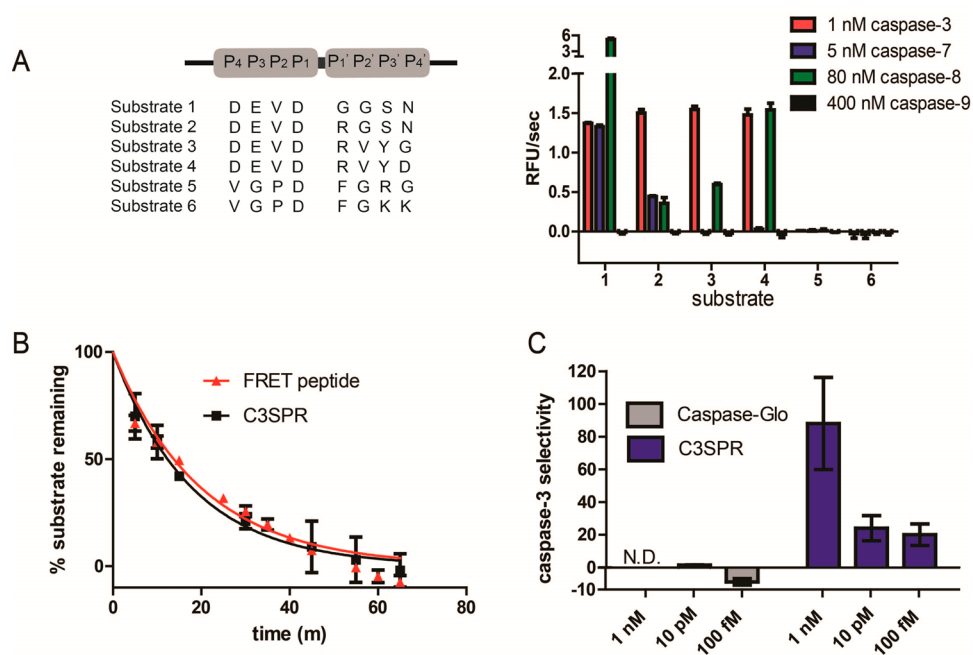 A
P4 P3 P2 P1 P1' P2' P3' P4'
Substrate 1 D E V D G G S N
Substrate 2 D E V D R G S N
Substrate 3 D E V D R V Y G
Substrate 4 D E V D R V Y D
Substrate 5 V G P D F G R G
Substrate 6 V G P D F G K K
1 nM caspase-3
5 nM caspase-7
80 nM caspase-8
400 nM caspase-9
RFU/sec
6
3
2.0
1.5
1.0
0.5
0.0
1 2 3 4 5 6
substrate
B
% substrate remaining
100
50
0
FRET peptide
C3SPR
0 20 40 60 80
time (m)
C
caspase-3 selectivity
120
100
80
60
40
20
0
-10
Caspase-Glo
C3SPR
N.D.
1 nM 10 pM 100 fM 1 nM 10 pM 100 fM